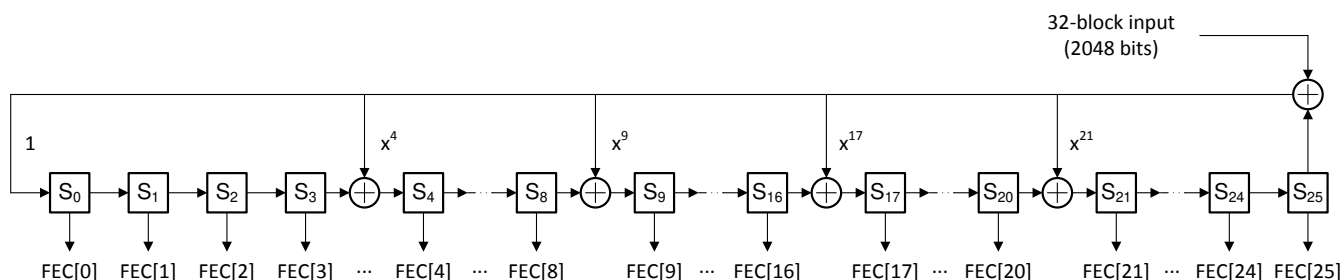 32-block input
(2048 bits)
1 x⁴ x⁹ x¹⁷ x²¹
S₀ S₁ S₂ S₃ S₄ S₈ S₉ S₁₆ S₁₇ S₂₀ S₂₁ S₂₄ S₂₅
FEC[0] FEC[1] FEC[2] FEC[3] ... FEC[4] ... FEC[8] FEC[9] ... FEC[16] FEC[17] ... FEC[20] FEC[21] ... FEC[24] FEC[25]